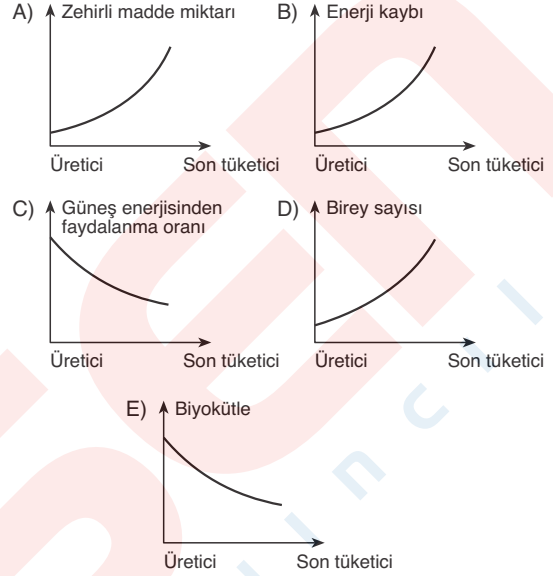 A) Zehirli madde miktarı
Üretici Son tüketici
B) Enerji kaybı
Üretici Son tüketici
C) Güneş enerjisinden
faydalanma oranı
Üretici Son tüketici
D) Birey sayısı
Üretici Son tüketici
E) Biyokütle
Üretici Son tüketici